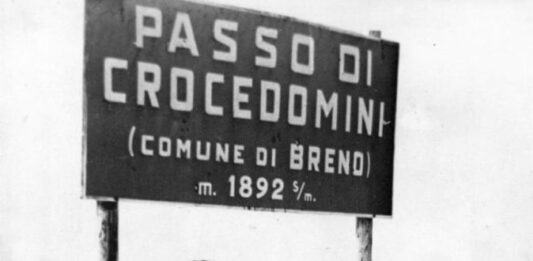 PASSO DI
CROCEDOMINI
(COMUNE DI BRENO)
m. 1892 s/m.